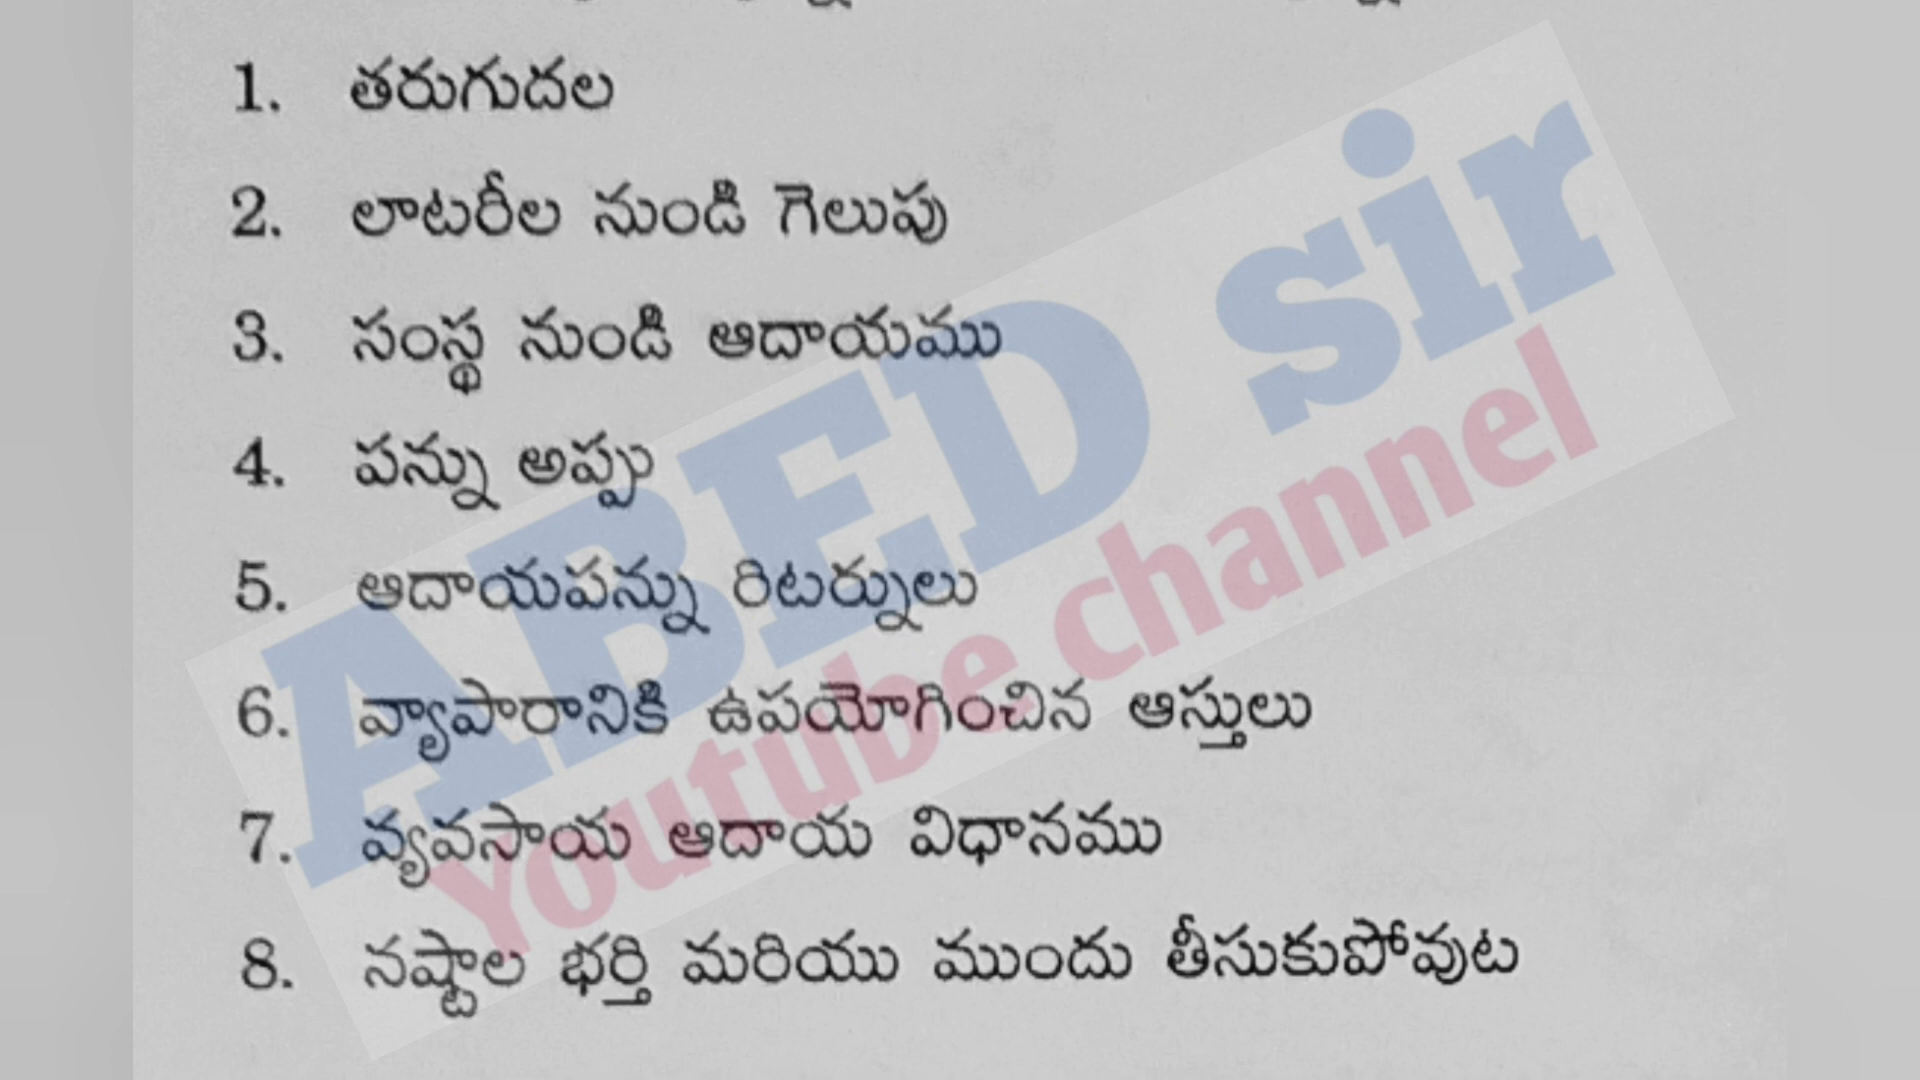 1. తరుగుదల
2. లాటరీల నుండి గెలుపు
3. సంస్థ నుండి ఆదాయము
4. పన్ను అప్పు
5. ఆదాయపన్ను రిటర్నులు
6. వ్యాపారానికి ఉపయోగించిన ఆస్తులు
7. వ్యవసాయ ఆదాయ విధానము
8. నష్టాల భర్తి మరియు ముందు తీసుకుపోవుట
ABED sir
Youtube channel